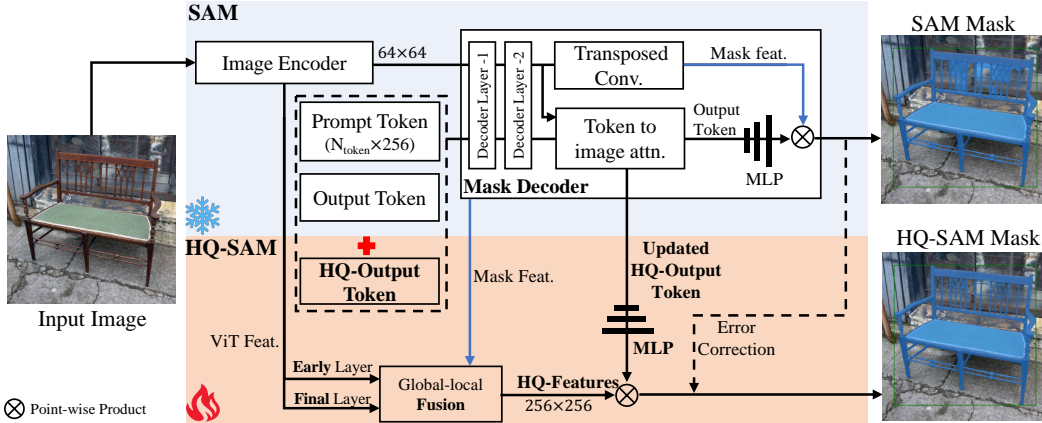 SAM
SAM Mask
Image Encoder
64×64
Decoder Layer -1
Decoder Layer -2
Transposed
Conv.
Mask feat.
Prompt Token
(N_token×256)
Token to
image attn.
Output
Token
MLP
Mask Decoder
Output Token
HQ-SAM
HQ-SAM Mask
HQ-Output
Token
Mask Feat.
Updated
HQ-Output
Token
Input Image
ViT Feat.
MLP
Error
Correction
Early Layer
Final Layer
Global-local
Fusion
HQ-Features
256×256
Point-wise Product